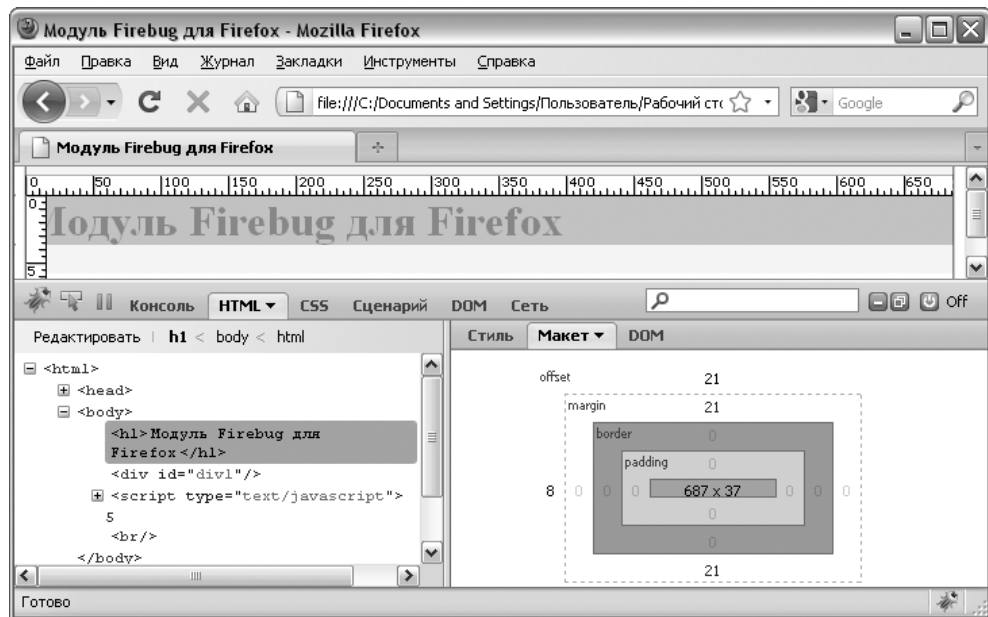 Модуль Firebug для Firefox - Mozilla Firefox
Файл Правка Вид Журнал Закладки Инструменты Справка
file:///C:/Documents and Settings/Пользователь/Рабочий стс Google
Модуль Firebug для Firefox
0 50 100 150 200 250 300 350 400 450 500 550 600 650
0
Модуль Firebug для Firefox
5
Консоль HTML CSS Сценарий DOM Сеть Off
Редактировать h1 < body < html
Стиль Макет DOM
<html>
<head>
<body>
<h1>Модуль Firebug для
Firefox</h1>
<div id="div1"/>
<script type="text/javascript">
5
<br/>
</body>
offset 21
margin 21
border 0
padding 0
8 0 0 0 687 x 37 0 0 0
0
0
21
Готово